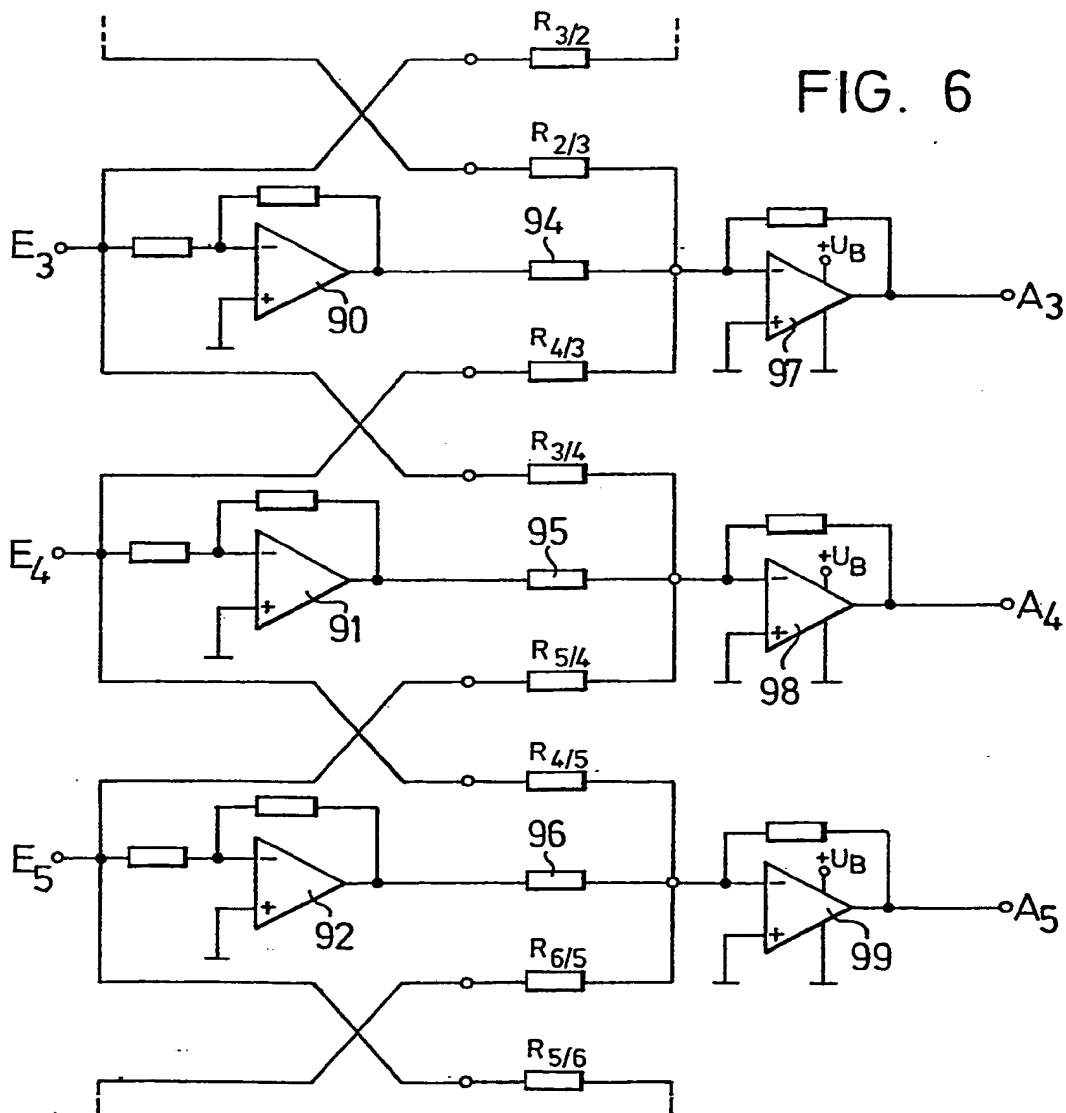 R3/2
FIG. 6
R2/3
E3
−
+
90
94
−
+
+UB
97
A3
R4/3
R3/4
E4
−
+
91
95
−
+
+UB
98
A4
R5/4
R4/5
E5
−
+
92
96
−
+
+UB
99
A5
R6/5
R5/6